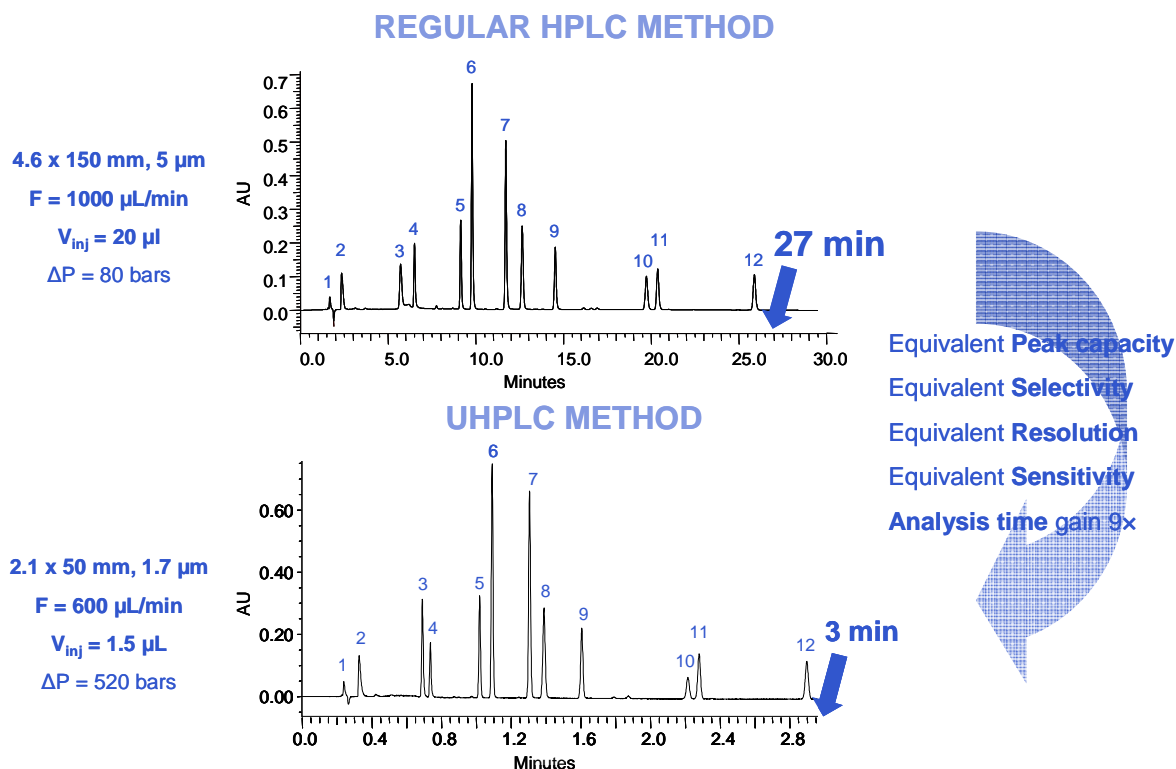 REGULAR HPLC METHOD
4.6 x 150 mm, 5 µm
F = 1000 µL/min
Vinj = 20 µl
ΔP = 80 bars
AU
0.7
0.6
0.5
0.4
0.3
0.2
0.1
0.0
1
2
3
4
5
6
7
8
9
10
11
12
27 min
0.0 5.0 10.0 15.0 20.0 25.0 30.0
Minutes
UHPLC METHOD
2.1 x 50 mm, 1.7 µm
F = 600 µL/min
Vinj = 1.5 µL
ΔP = 520 bars
AU
0.60
0.40
0.20
0.00
1
2
3
4
5
6
7
8
9
10
11
12
3 min
0.0 0.4 0.8 1.2 1.6 2.0 2.4 2.8
Minutes
Equivalent Peak capacity
Equivalent Selectivity
Equivalent Resolution
Equivalent Sensitivity
Analysis time gain 9×